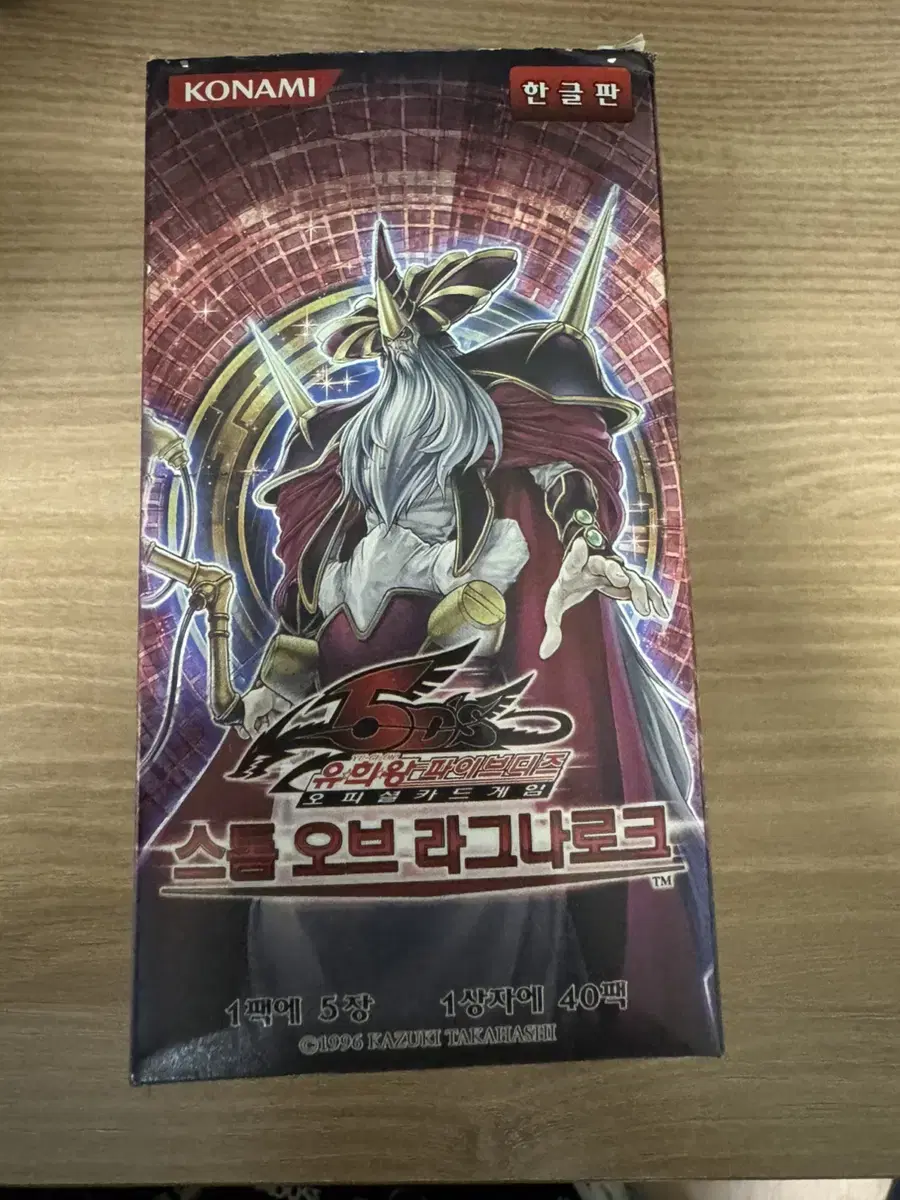 KONAMI
한글판
5D's
유희왕 파이브디즈
오피셜카드게임
스톰 오브 라그나로크
TM
1팩에 5장 1상자에 40팩
©1996 KAZUKI TAKAHASHI